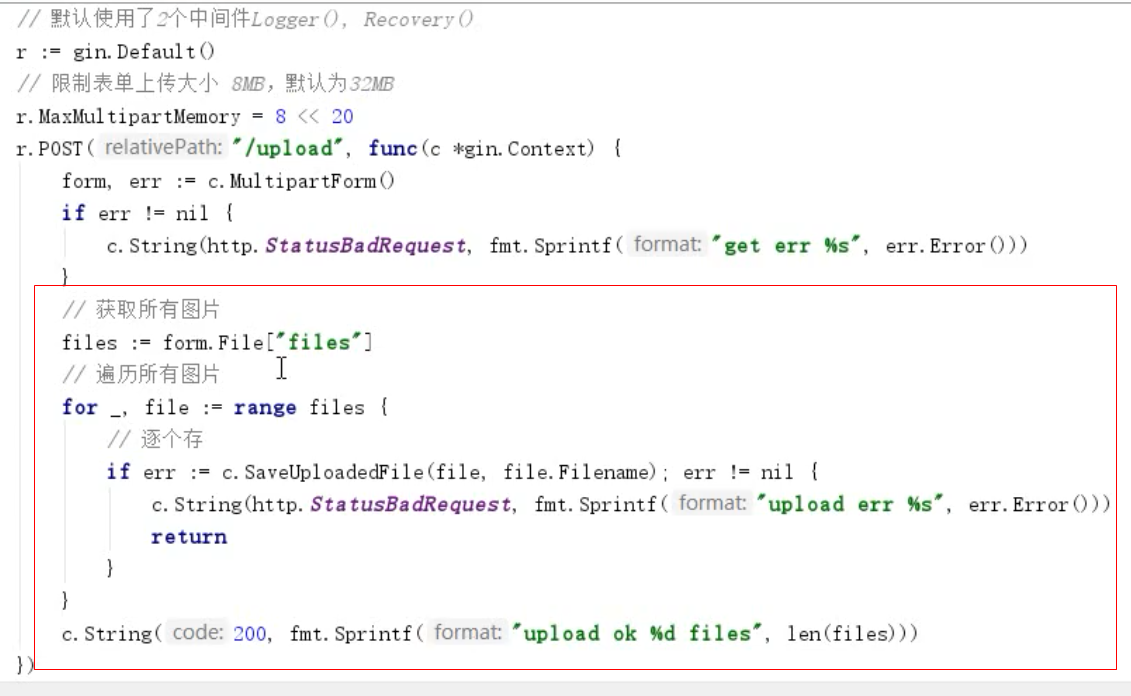 // 默认使用了2个中间件Logger(), Recovery()
r := gin.Default()
// 限制表单上传大小 8MB，默认为32MB
r.MaxMultipartMemory = 8 << 20
r.POST( relativePath: "/upload", func(c *gin.Context) {
form, err := c.MultipartForm()
if err != nil {
c.String(http.StatusBadRequest, fmt.Sprintf( format: "get err %s", err.Error()))
}
// 获取所有图片
files := form.File["files"]
// 遍历所有图片
for _, file := range files {
// 逐个存
if err := c.SaveUploadedFile(file, file.Filename); err != nil {
c.String(http.StatusBadRequest, fmt.Sprintf( format: "upload err %s", err.Error()))
return
}
}
c.String( code: 200, fmt.Sprintf( format: "upload ok %d files", len(files)))
})